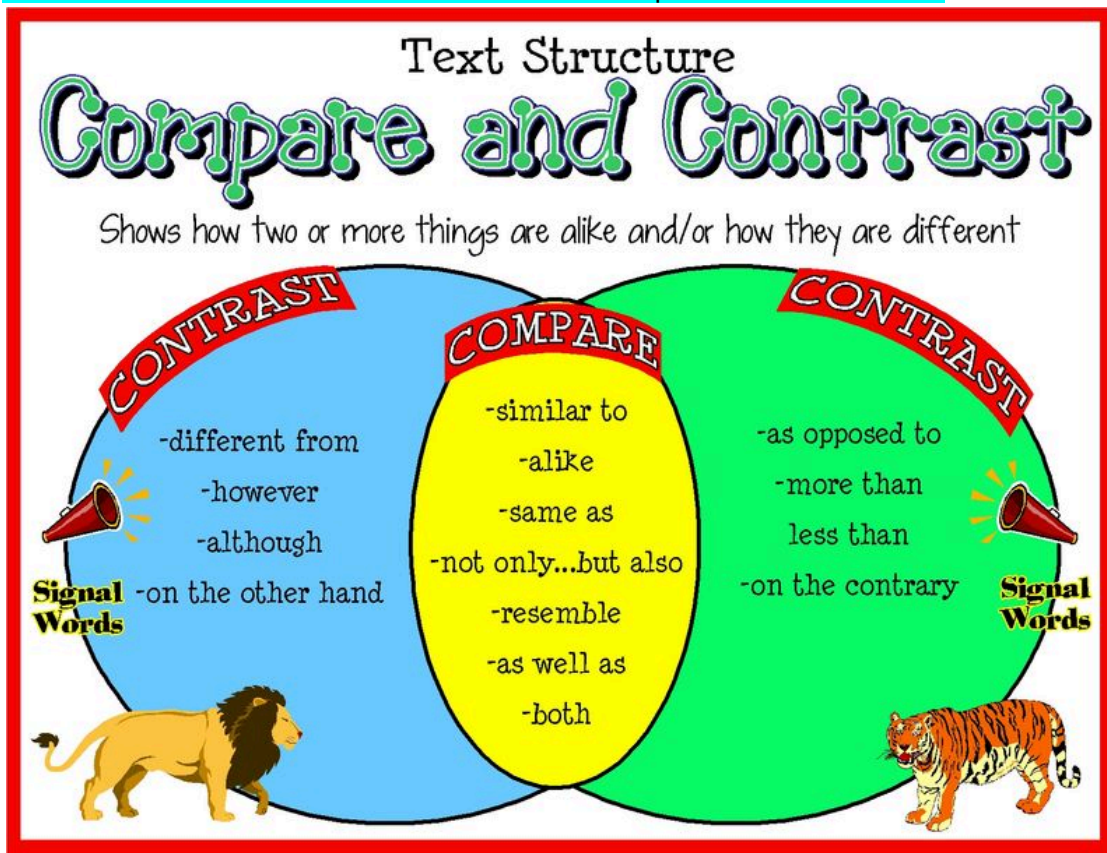 Text Structure
Compare and Contrast
Shows how two or more things are alike and/or how they are different
CONTRAST
-different from
-however
-although
-on the other hand
Signal
Words
COMPARE
-similar to
-alike
-same as
-not only...but also
-resemble
-as well as
-both
CONTRAST
-as opposed to
-more than
less than
-on the contrary
Signal
Words